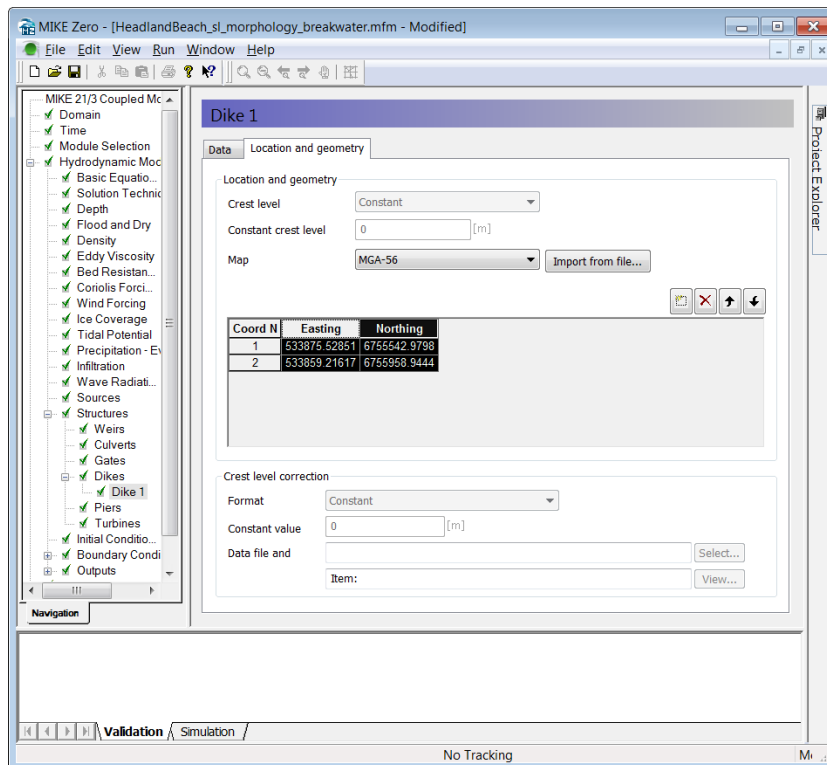 MIKE Zero - [HeadlandBeach_sl_morphology_breakwater.mfm - Modified]
File Edit View Run Window Help
MIKE 21/3 Coupled Mc
Domain
Time
Module Selection
Hydrodynamic Moc
Basic Equatio...
Solution Technic
Depth
Flood and Dry
Density
Eddy Viscosity
Bed Resistan...
Coriolis Forci...
Wind Forcing
Ice Coverage
Tidal Potential
Precipitation - Ev
Infiltration
Wave Radiati...
Sources
Structures
Weirs
Culverts
Gates
Dikes
Dike 1
Piers
Turbines
Initial Conditio...
Boundary Condi
Outputs
Navigation
Dike 1
Data Location and geometry
Location and geometry
Crest level Constant
Constant crest level 0 [m]
Map MGA-56 Import from file...
Coord N Easting Northing
1 533875.52851 6755542.9798
2 533859.21617 6755958.9444
Crest level correction
Format Constant
Constant value 0 [m]
Data file and Select...
Item: View...
Project Explorer
Validation Simulation
No Tracking